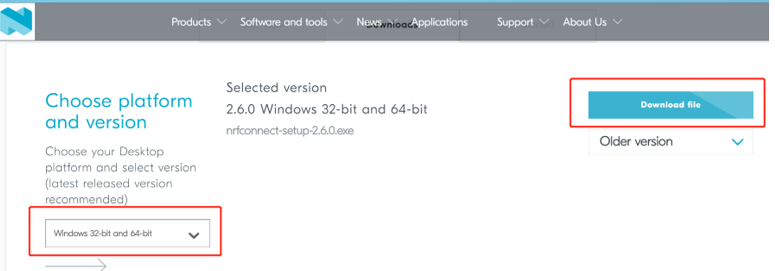 Products Software and tools News Downloads Applications Support About Us
Choose platform
and version
Choose your Desktop
platform and select version
(latest released version
recommended)
Windows 32-bit and 64-bit
Selected version
2.6.0 Windows 32-bit and 64-bit
nrfconnect-setup-2.6.0.exe
Download file
Older version